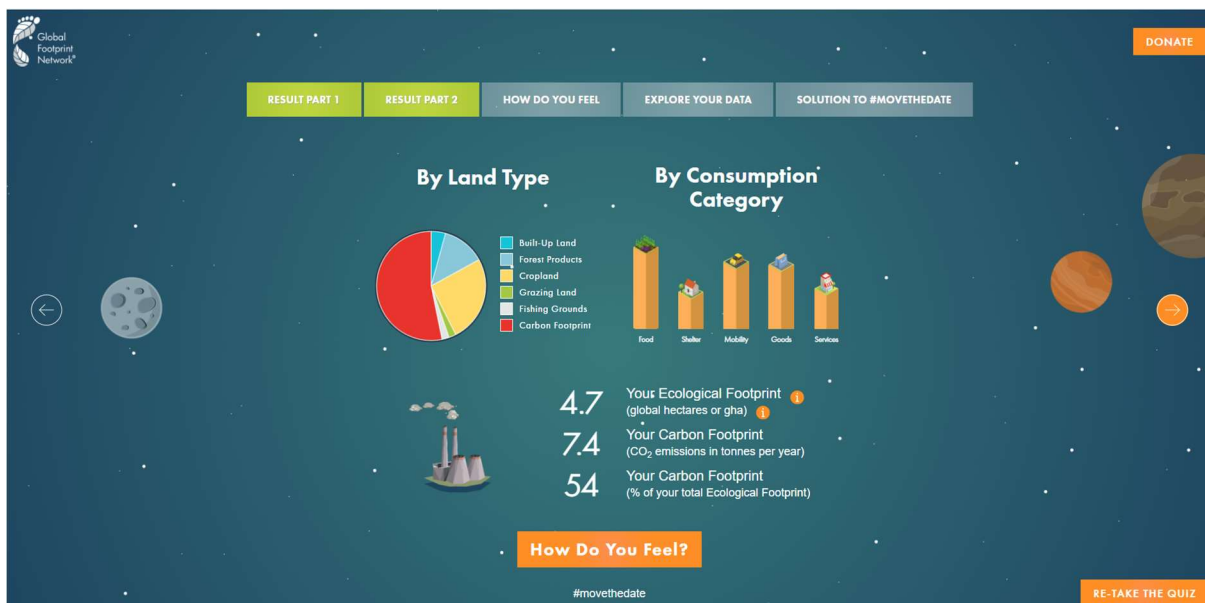 Global
Footprint
Network®
DONATE
RESULT PART 1
RESULT PART 2
HOW DO YOU FEEL
EXPLORE YOUR DATA
SOLUTION TO #MOVETHEDATE
By Land Type
Built-Up Land
Forest Products
Cropland
Grazing Land
Fishing Grounds
Carbon Footprint
By Consumption
Category
Food
Shelter
Mobility
Goods
Services
4.7
Your Ecological Footprint
(global hectares or gha)
7.4
Your Carbon Footprint
(CO₂ emissions in tonnes per year)
54
Your Carbon Footprint
(% of your total Ecological Footprint)
How Do You Feel?
#movethedate
RE-TAKE THE QUIZ